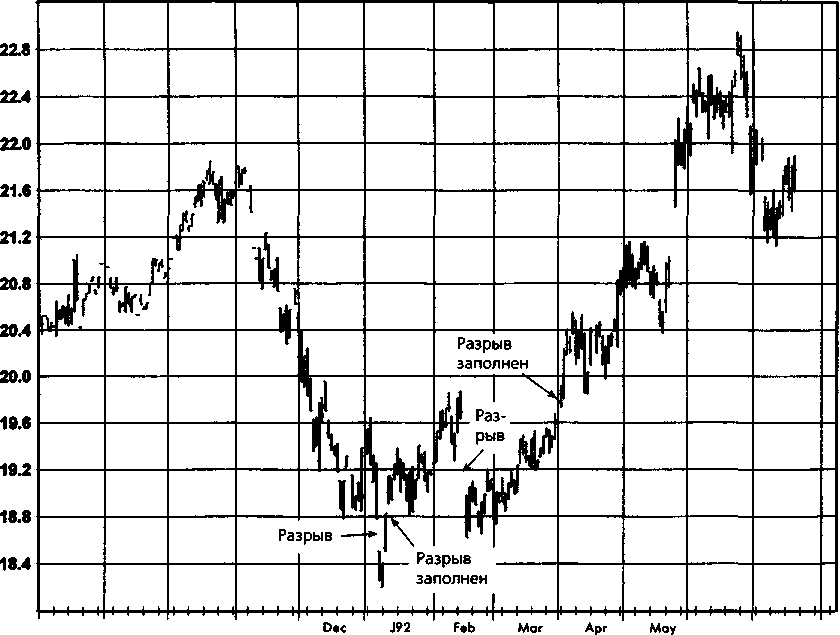 22.8
22.4
22.0
21.6
21.2
20.8
20.4
20.0
19.6
19.2
18.8
18.4
Разрыв
заполнен
Раз-
рыв
Разрыв
Разрыв
заполнен
Dec J92 Feb Mar Apr May